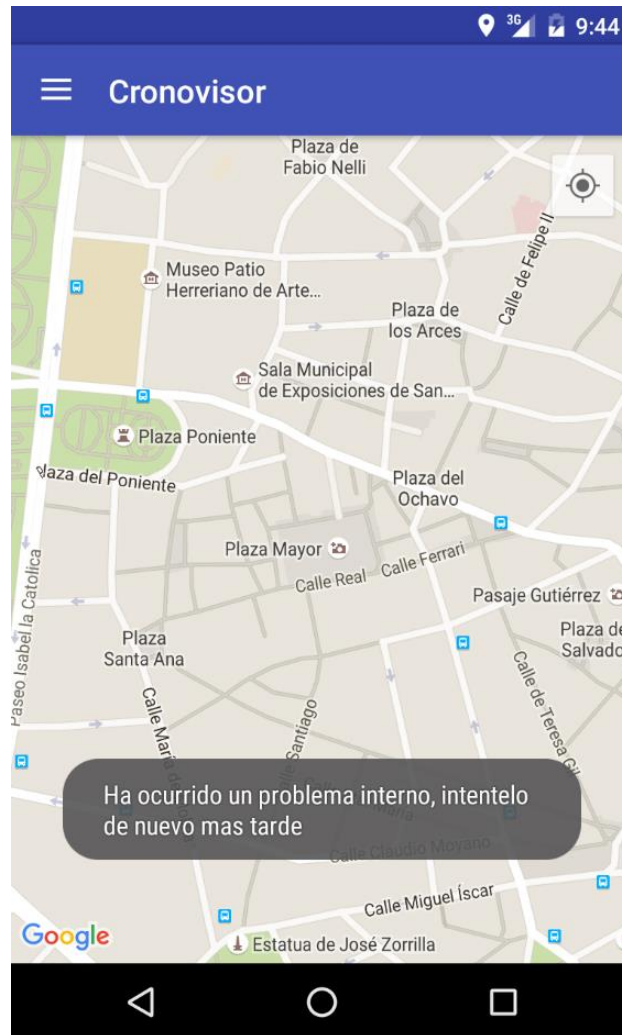 3G 9:44
Cronovisor
Plaza de
Fabio Nelli
Calle de Felipe II
Museo Patio
Herreriano de Arte...
Plaza de
los Arces
Sala Municipal
de Exposiciones de San...
Plaza Poniente
Plaza del Poniente
Plaza del
Ochavo
Plaza Mayor
Calle Real
Calle Ferrari
Pasaje Gutiérrez
Paseo Isabel la Catolica
Plaza
Santa Ana
Plaza de
Salvado
Calle de Teresa Gil
Calle Santiago
Ha ocurrido un problema interno, intentelo
de nuevo mas tarde
Calle Claudio Moyano
Calle Miguel Íscar
Google
Estatua de José Zorrilla